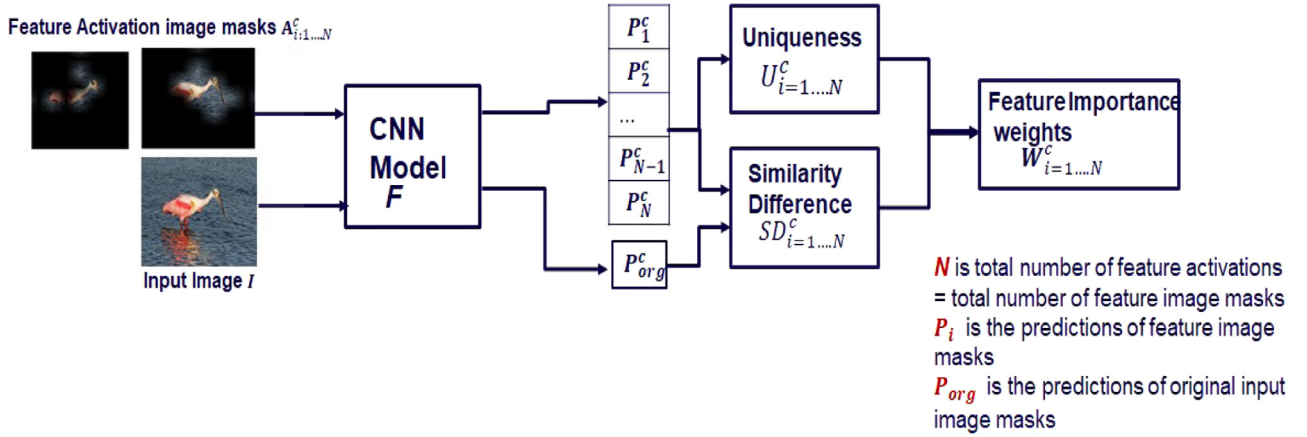 Feature Activation image masks A^c_{i:1....N}
Input Image I
CNN
Model
F
P^c_1
P^c_2
...
P^c_{N-1}
P^c_N
P^c_{org}
Uniqueness
U^c_{i=1....N}
Similarity
Difference
SD^c_{i=1....N}
Feature Importance
weights
W^c_{i=1....N}
N is total number of feature activations
= total number of feature image masks
P_i is the predictions of feature image
masks
P_{org} is the predictions of original input
image masks